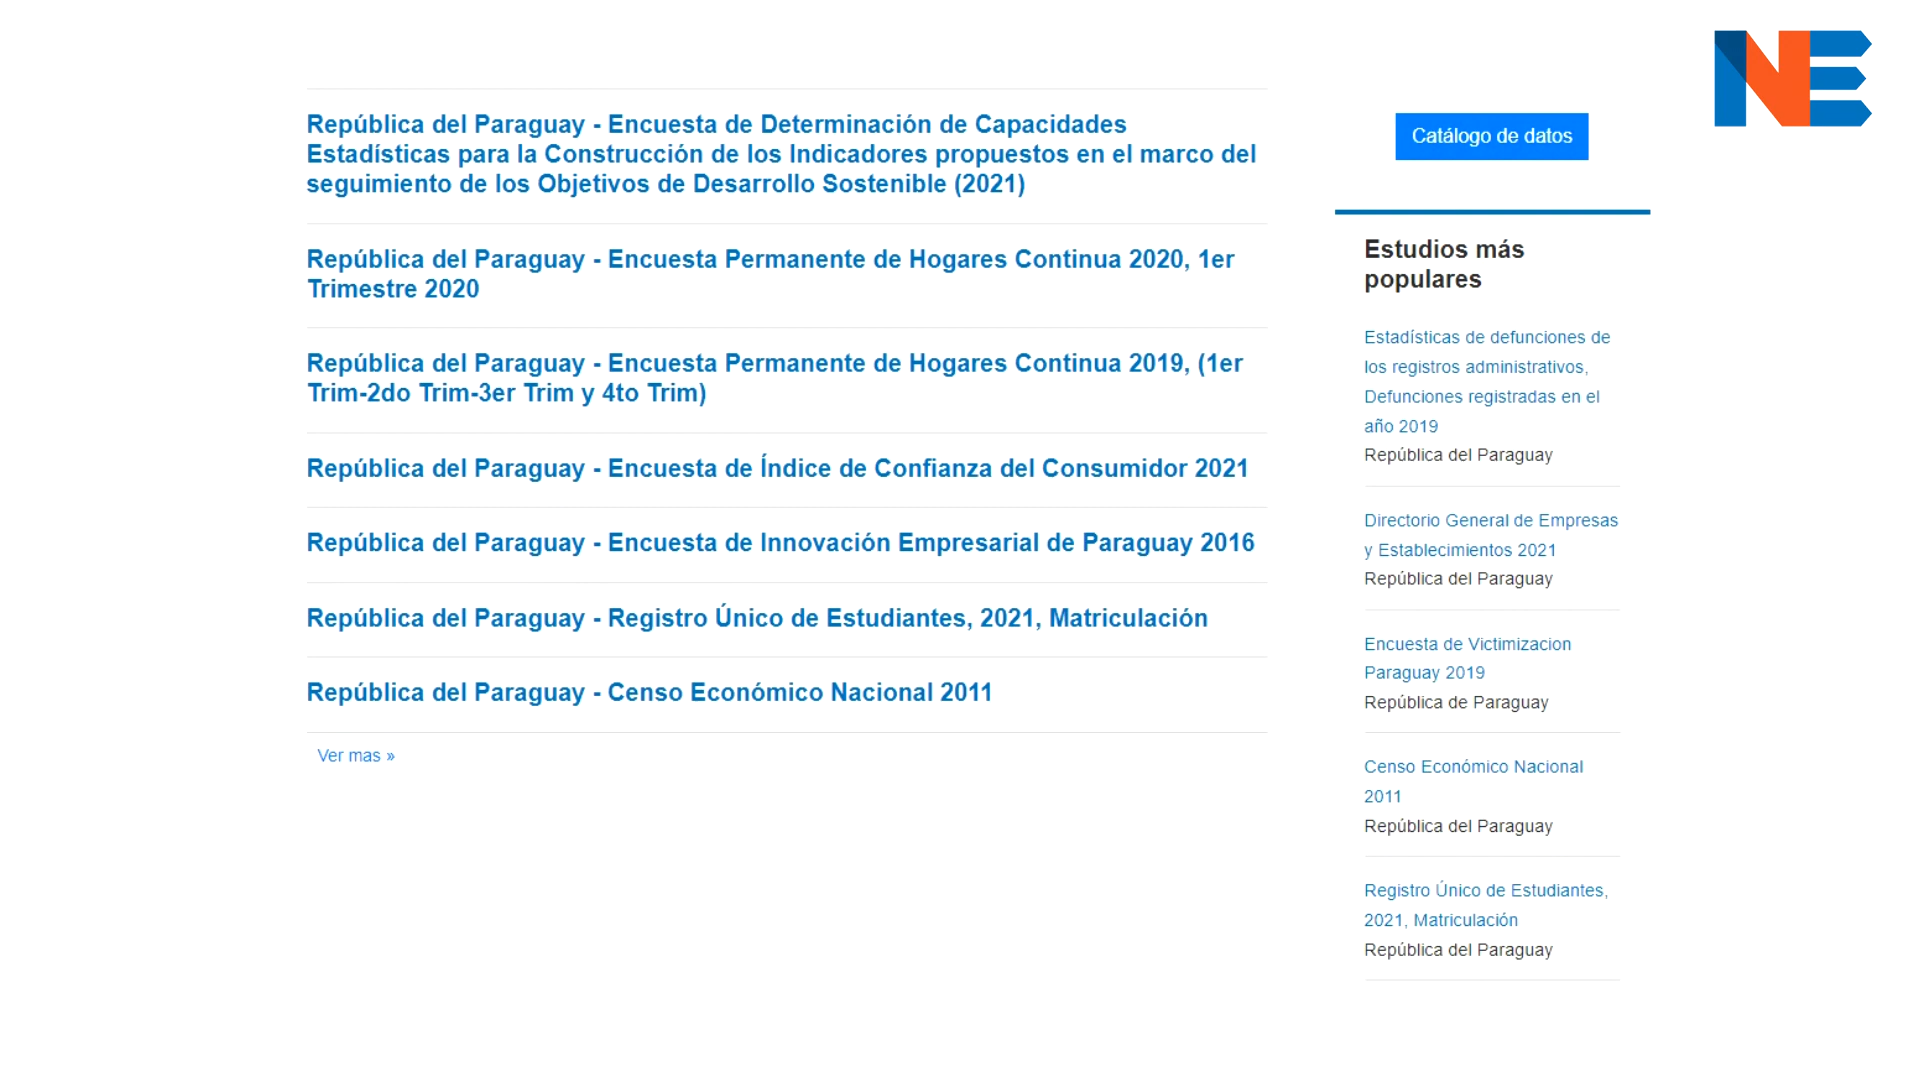 República del Paraguay - Encuesta de Determinación de Capacidades
Estadísticas para la Construcción de los Indicadores propuestos en el marco del
seguimiento de los Objetivos de Desarrollo Sostenible (2021)
República del Paraguay - Encuesta Permanente de Hogares Continua 2020, 1er
Trimestre 2020
República del Paraguay - Encuesta Permanente de Hogares Continua 2019, (1er
Trim-2do Trim-3er Trim y 4to Trim)
República del Paraguay - Encuesta de Índice de Confianza del Consumidor 2021
República del Paraguay - Encuesta de Innovación Empresarial de Paraguay 2016
República del Paraguay - Registro Único de Estudiantes, 2021, Matriculación
República del Paraguay - Censo Económico Nacional 2011
Ver mas »
INE
Catálogo de datos
Estudios más
populares
Estadísticas de defunciones de
los registros administrativos,
Defunciones registradas en el
año 2019
República del Paraguay
Directorio General de Empresas
y Establecimientos 2021
República del Paraguay
Encuesta de Victimizacion
Paraguay 2019
República de Paraguay
Censo Económico Nacional
2011
República del Paraguay
Registro Único de Estudiantes,
2021, Matriculación
República del Paraguay